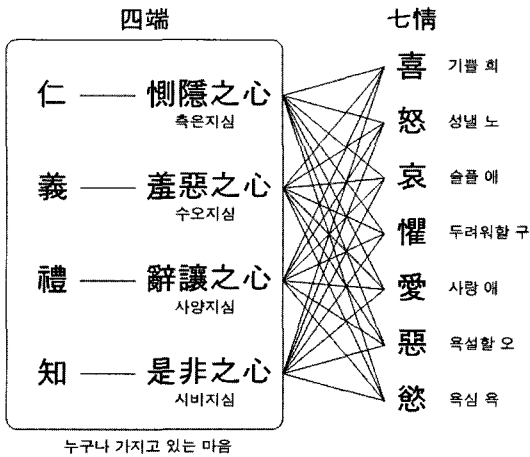 四端
仁 惻隱之心
측은지심
義 羞惡之心
수오지심
禮 辭讓之心
사양지심
知 是非之心
시비지심
누구나 가지고 있는 마음
七情
喜 기쁠 희
怒 성낼 노
哀 슬플 애
懼 두려워할 구
愛 사랑 애
惡 욕설할 오
慾 욕심 욕